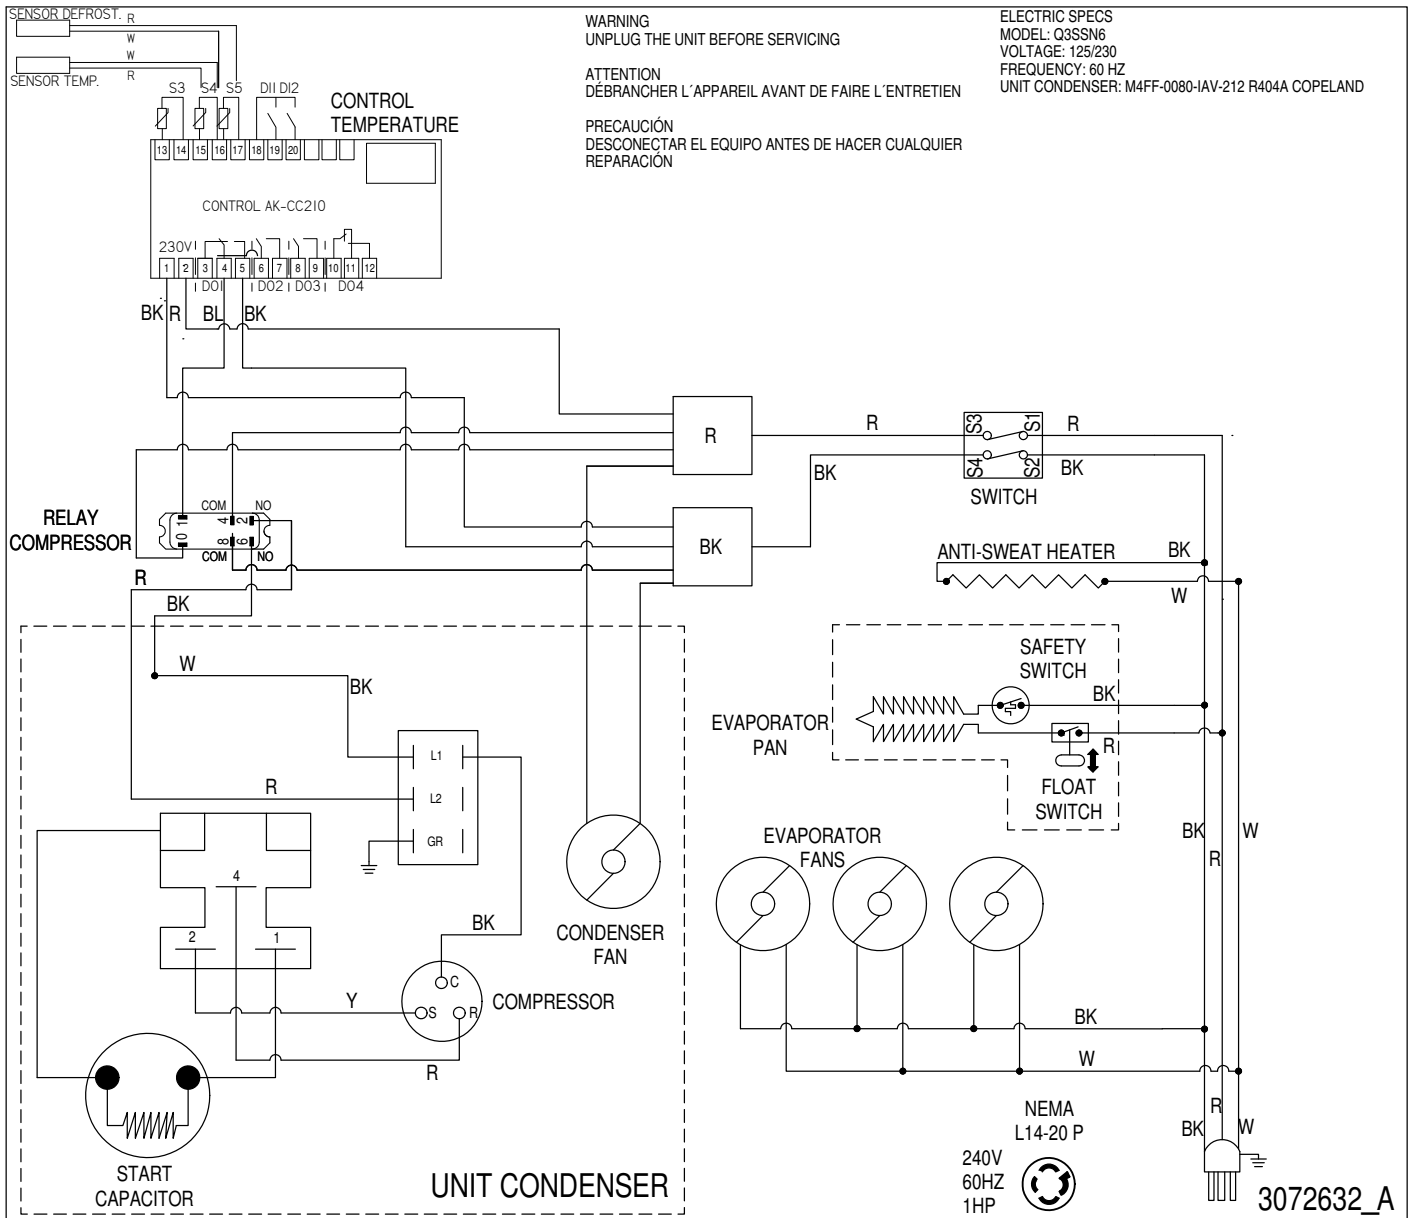 SENSOR DEFROST. R
W
W
SENSOR TEMP. R
S3 S4 S5 DI1 DI2
CONTROL
TEMPERATURE
13 14 15 16 17 18 19 20
CONTROL AK-CC210
230V
1 2 3 4 5 6 7 8 9 10 11 12
DO1 DO2 DO3 DO4
BK R BL BK
WARNING
UNPLUG THE UNIT BEFORE SERVICING
ATTENTION
DÉBRANCHER L´APPAREIL AVANT DE FAIRE L´ENTRETIEN
PRECAUCIÓN
DESCONECTAR EL EQUIPO ANTES DE HACER CUALQUIER
REPARACIÓN
ELECTRIC SPECS
MODEL: Q3SSN6
VOLTAGE: 125/230
FREQUENCY: 60 HZ
UNIT CONDENSER: M4FF-0080-IAV-212 R404A COPELAND
R
R
S3 S1
R
BK
S4 S2
BK
SWITCH
BK
RELAY
COMPRESSOR
COM NO
1 4 2
0 8 6
COM NO
R
BK
ANTI-SWEAT HEATER
BK
W
SAFETY
SWITCH
BK
EVAPORATOR
PAN
R
FLOAT
SWITCH
W
BK
L1
L2
GR
R
4
2 1
BK
C
S R
COMPRESSOR
Y
R
CONDENSER
FAN
START
CAPACITOR
UNIT CONDENSER
EVAPORATOR
FANS
BK W
R
BK
W
NEMA
L14-20 P
240V
60HZ
1HP
R
BK W
3072632_A